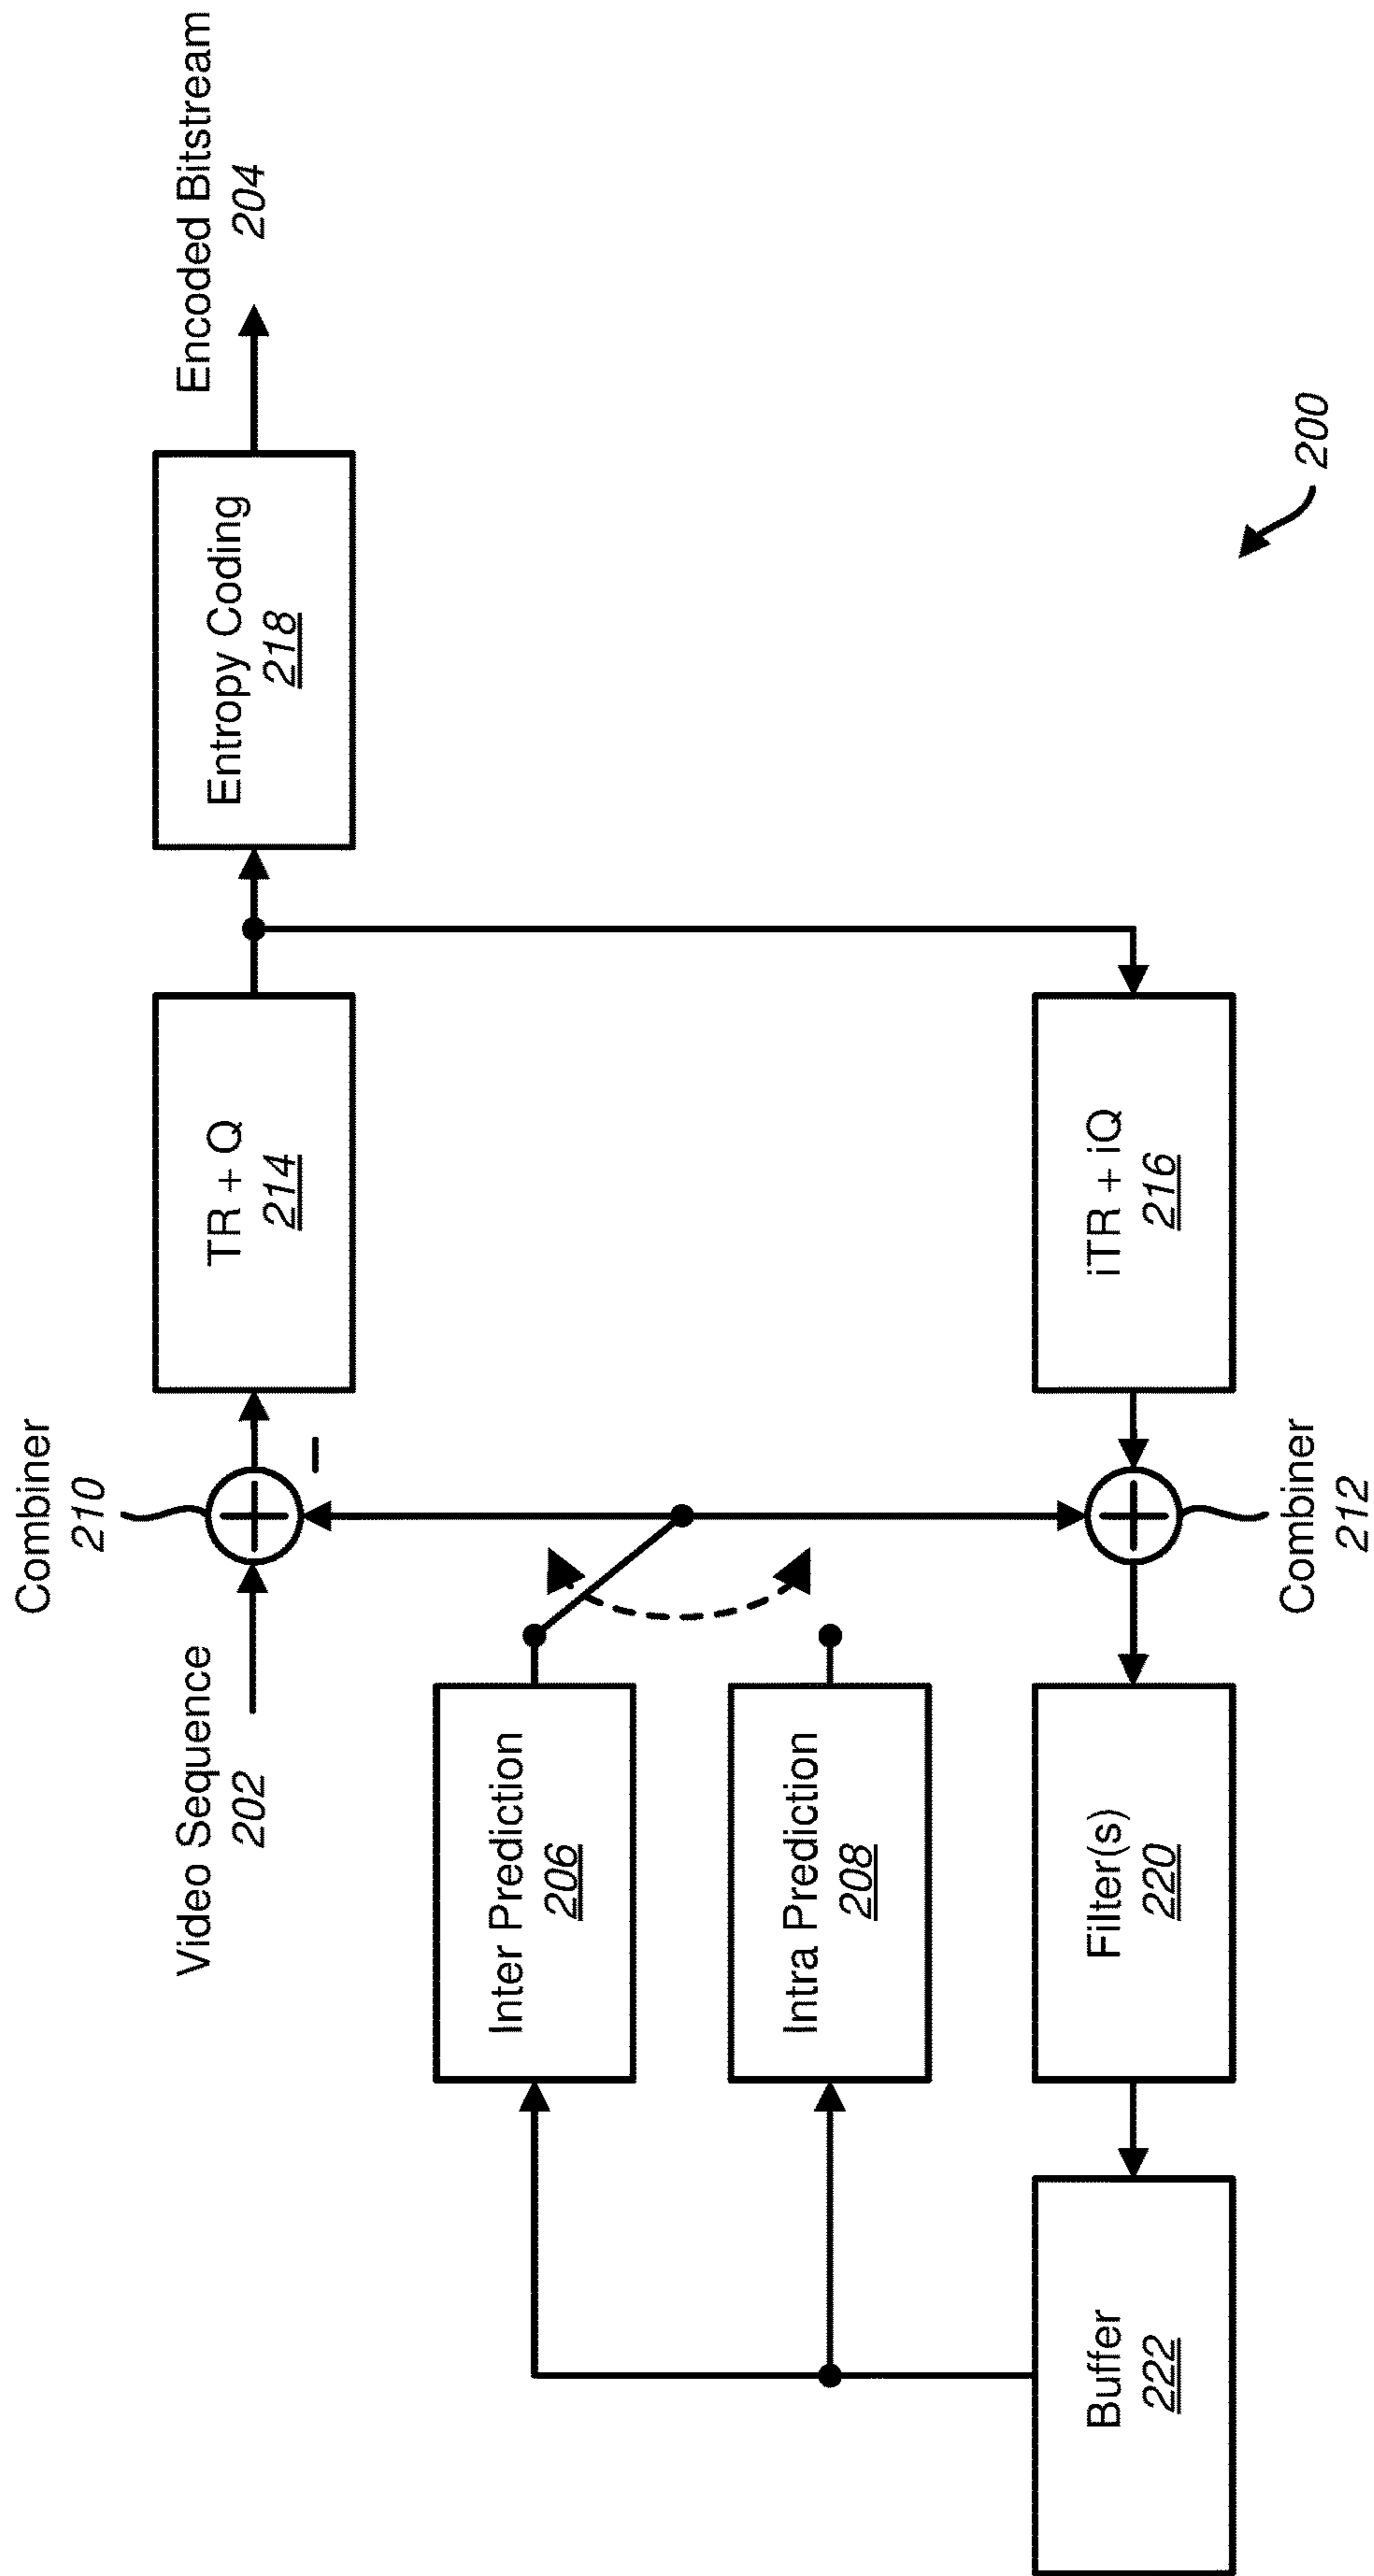 Combiner
210
Video Sequence
202
TR + Q
214
Entropy Coding
218
Encoded Bitstream
204
–
Inter Prediction
206
Intra Prediction
208
Buffer
222
Filter(s)
220
iTR + iQ
216
Combiner
212
200